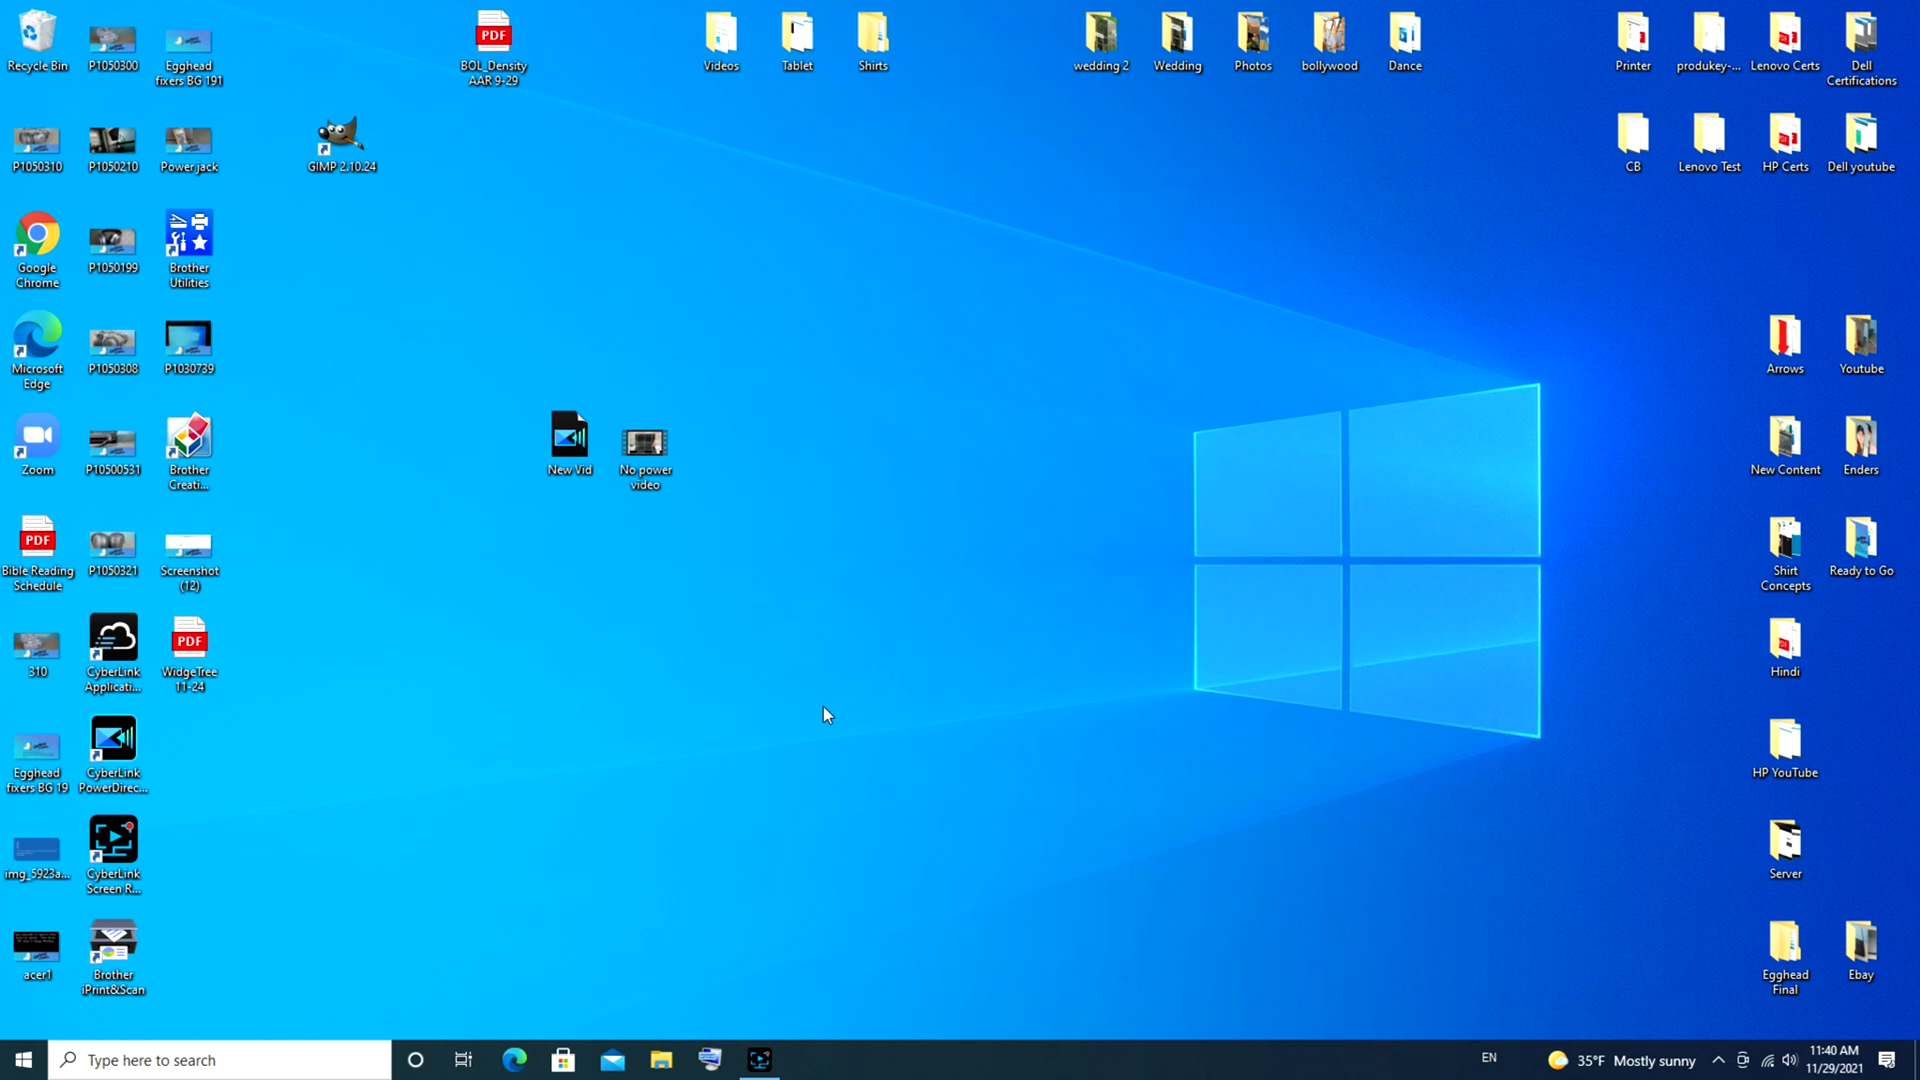 Recycle Bin
P1050300
Egghead
fixers BG 191
BOL_Density
AAR 9-29
Videos
Tablet
Shirts
wedding 2
Wedding
Photos
bollywood
Dance
Printer
produkey-...
Lenovo Certs
Dell
Certifications
P1050310
P1050210
Power jack
GIMP 2.10.24
CB
Lenovo Test
HP Certs
Dell youtube
Google
Chrome
P1050199
Brother
Utilities
Microsoft
Edge
P1050308
P1030739
Arrows
Youtube
Zoom
P10500531
Brother
Creati...
New Vid
No power
video
New Content
Enders
PDF
Bible Reading
Schedule
P1050321
Screenshot
(12)
Shirt
Concepts
Ready to Go
310
CyberLink
Applicati...
PDF
WidgeTree
11-24
Hindi
Egghead
fixers BG 19
CyberLink
PowerDirec...
HP YouTube
img_5923a...
CyberLink
Screen R...
Server
acer1
Brother
iPrint&Scan
Egghead
Final
Ebay
PDF
Type here to search
EN
35°F Mostly sunny
11:40 AM
11/29/2021